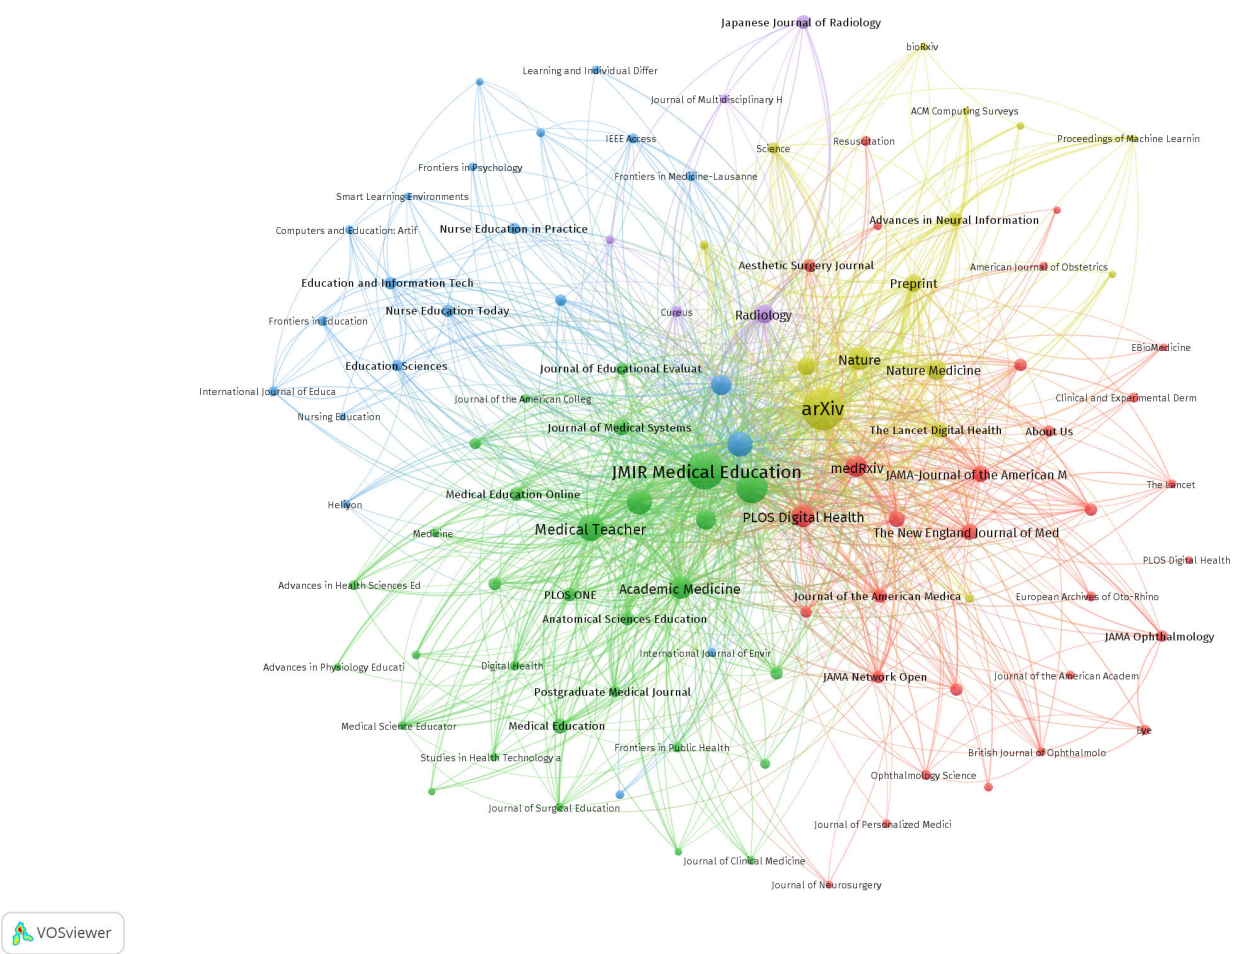 Japanese Journal of Radiology
bioRxiv
Learning and Individual Differ
Journal of Multidisciplinary H
ACM Computing Surveys
IEEE Access
Science
Resuscitation
Proceedings of Machine Learnin
Frontiers in Psychology
Frontiers in Medicine-Lausanne
Smart Learning Environments
Advances in Neural Information
Computers and Education: Artif
Nurse Education in Practice
Aesthetic Surgery Journal
American Journal of Obstetrics
Education and Information Tech
Preprint
Nurse Education Today
Cureus
Radiology
Frontiers in Education
EBioMedicine
Nature
Education Sciences
Journal of Educational Evaluat
Nature Medicine
International Journal of Educa
Journal of the American Colleg
Clinical and Experimental Derm
arXiv
Nursing Education
Journal of Medical Systems
The Lancet Digital Health
About Us
JMIR Medical Education
medRxiv
JAMA-Journal of the American M
The Lancet
Medical Education Online
Heliyon
PLOS Digital Health
Medical Teacher
Medicine
The New England Journal of Med
PLOS Digital Health
Advances in Health Sciences Ed
Academic Medicine
PLOS ONE
Journal of the American Medica
European Archives of Oto-Rhino
Anatomical Sciences Education
JAMA Ophthalmology
International Journal of Envir
Advances in Physiology Educati
Digital Health
JAMA Network Open
Journal of the American Academ
Postgraduate Medical Journal
Medical Science Educator
Medical Education
Eye
Frontiers in Public Health
British Journal of Ophthalmolo
Studies in Health Technology a
Ophthalmology Science
Journal of Surgical Education
Journal of Personalized Medici
Journal of Clinical Medicine
Journal of Neurosurgery
VOSviewer